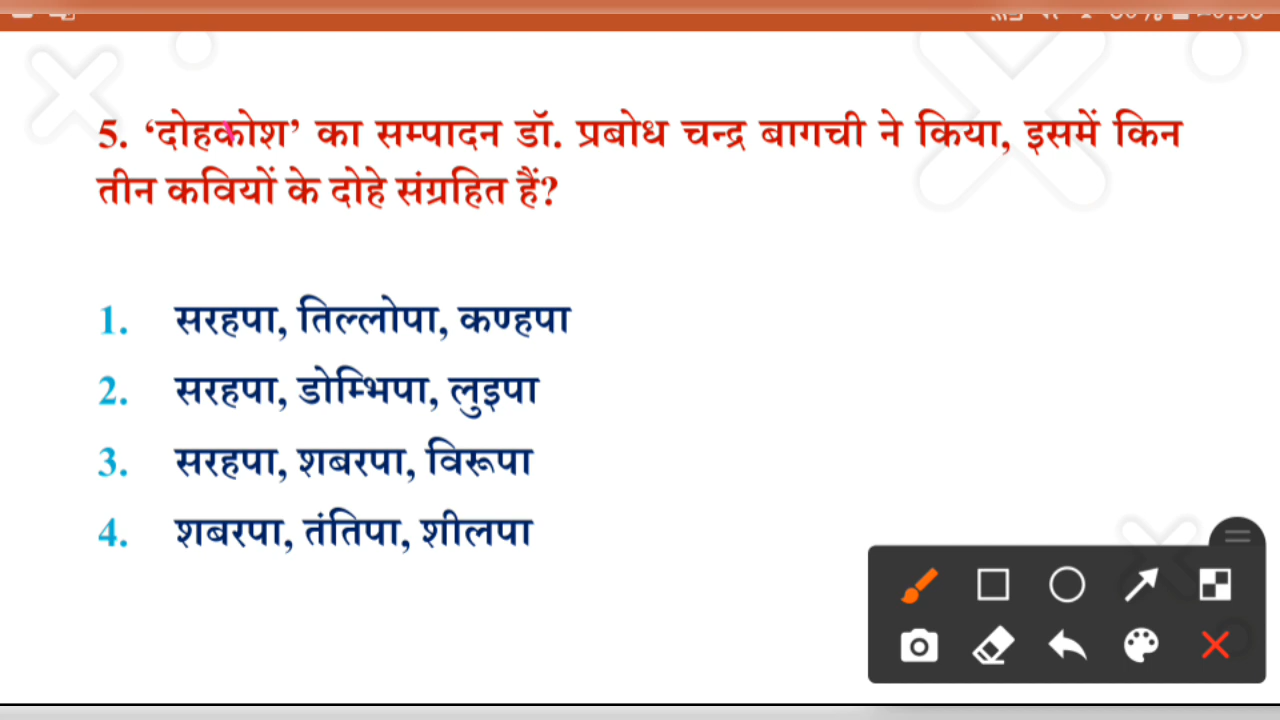 5. ‘दोहकोश’ का सम्पादन डॉ. प्रबोध चन्द्र बागची ने किया, इसमें किन
तीन कवियों के दोहे संग्रहित हैं?
1. सरहपा, तिल्लोपा, कण्हपा
2. सरहपा, डोम्भिपा, लुइपा
3. सरहपा, शबरपा, विरूपा
4. शबरपा, तंतिपा, शीलपा